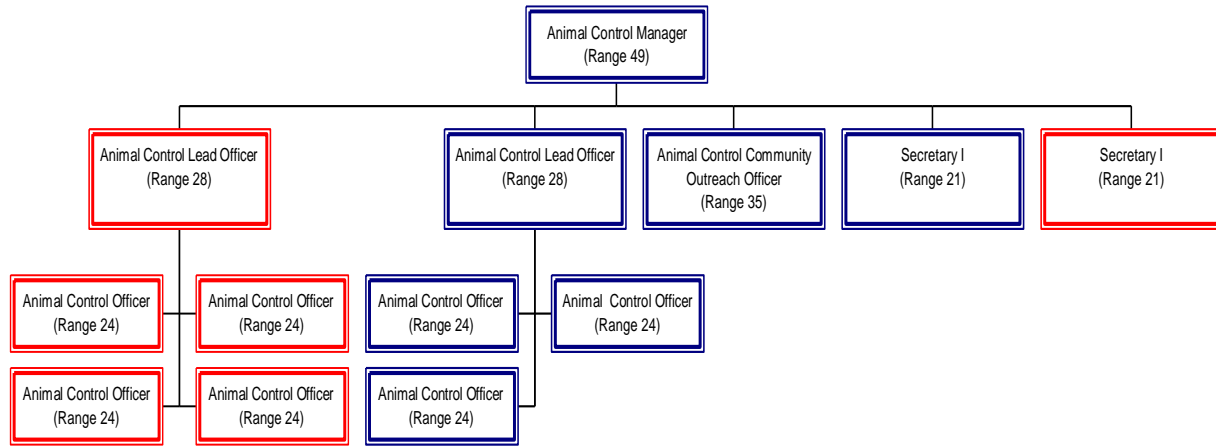 Animal Control Manager
(Range 49)
Animal Control Lead Officer
(Range 28)
Animal Control Lead Officer
(Range 28)
Animal Control Community
Outreach Officer
(Range 35)
Secretary I
(Range 21)
Secretary I
(Range 21)
Animal Control Officer
(Range 24)
Animal Control Officer
(Range 24)
Animal Control Officer
(Range 24)
Animal  Control Officer
(Range 24)
Animal Control Officer
(Range 24)
Animal Control Officer
(Range 24)
Animal Control Officer
(Range 24)